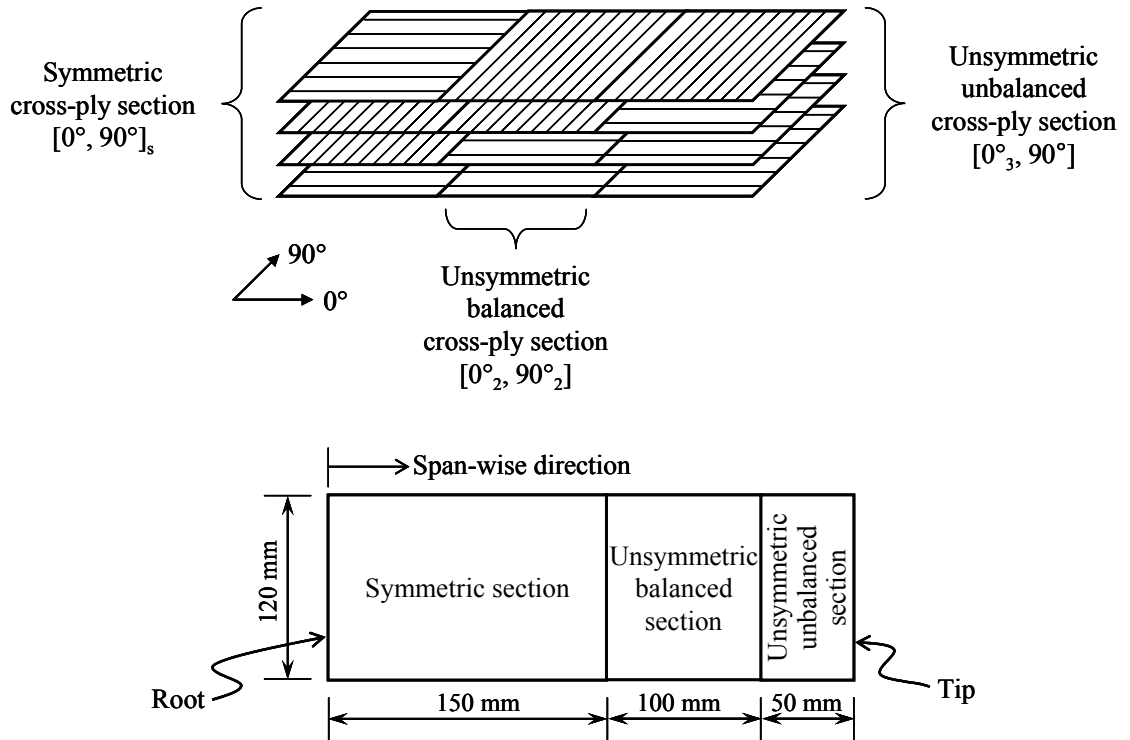 Symmetric
cross-ply section
[0°, 90°]s
Unsymmetric
unbalanced
cross-ply section
[0°3, 90°]
90°
0°
Unsymmetric
balanced
cross-ply section
[0°2, 90°2]
Span-wise direction
120 mm
Symmetric section
Unsymmetric
balanced
section
Unsymmetric
unbalanced
section
Root
Tip
150 mm
100 mm
50 mm